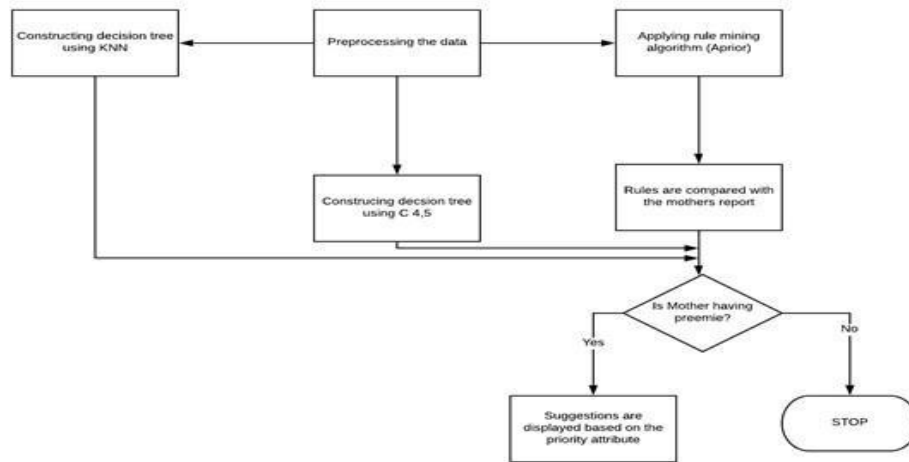 Constructing decision tree
using KNN
Preprocessing the data
Applying rule mining
algorithm (Aprior)
Construcing decsion tree
using C 4,5
Rules are compared with
the mothers report
Is Mother having
preemie?
Yes
No
Suggestions are
displayed based on the
priority attribute
STOP